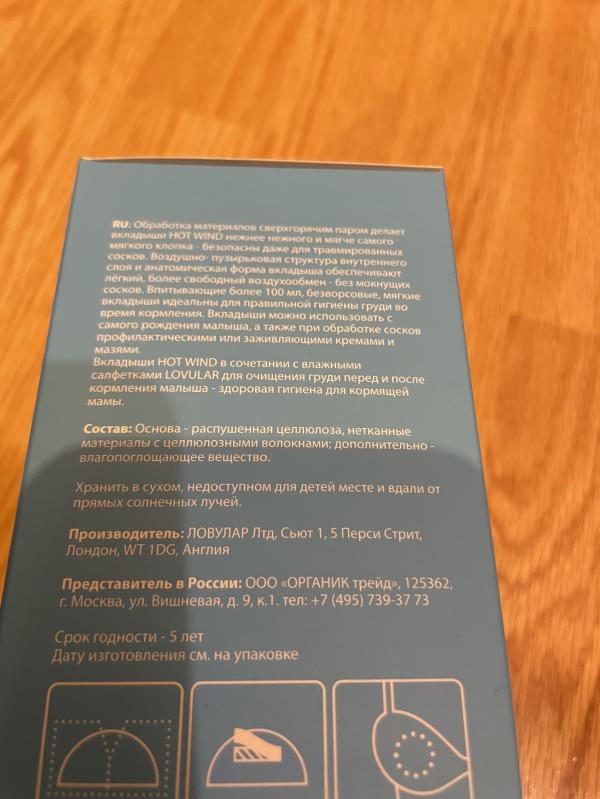 RU: Обработка материалов сверхгорячим паром делает
вкладыши HOT WIND нежнее нежного и мягче самого
мягкого хлопка - безопасны даже для травмированных
сосков. Воздушно- пузырьковая структура внутреннего
слоя и анатомическая форма вкладыша обеспечивают
лёгкий, более свободный воздухообмен - без мокнущих
сосков. Впитывающие более 100 мл, безворсовые, мягкие
вкладыши идеальны для правильной гигиены груди во
время кормления. Вкладыши можно использовать с
самого рождения малыша, а также при обработке сосков
профилактическими или заживляющими кремами и
мазями.
Вкладыши HOT WIND в сочетании с влажными
салфетками LOVULAR для очищения груди перед и после
кормления малыша - здоровая гигиена для кормящей
мамы.
Состав: Основа - распушенная целлюлоза, нетканные
материалы с целлюлозными волокнами; дополнительно -
влагопоглощающее вещество.
Хранить в сухом, недоступном для детей месте и вдали от
прямых солнечных лучей.
Производитель: ЛОВУЛАР Лтд, Сьют 1, 5 Перси Стрит,
Лондон, WT 1DG, Англия
Представитель в России: ООО «ОРГАНИК трейд», 125362,
г. Москва, ул. Вишневая, д. 9, к.1. тел: +7 (495) 739-37 73
Срок годности - 5 лет
Дату изготовления см. на упаковке